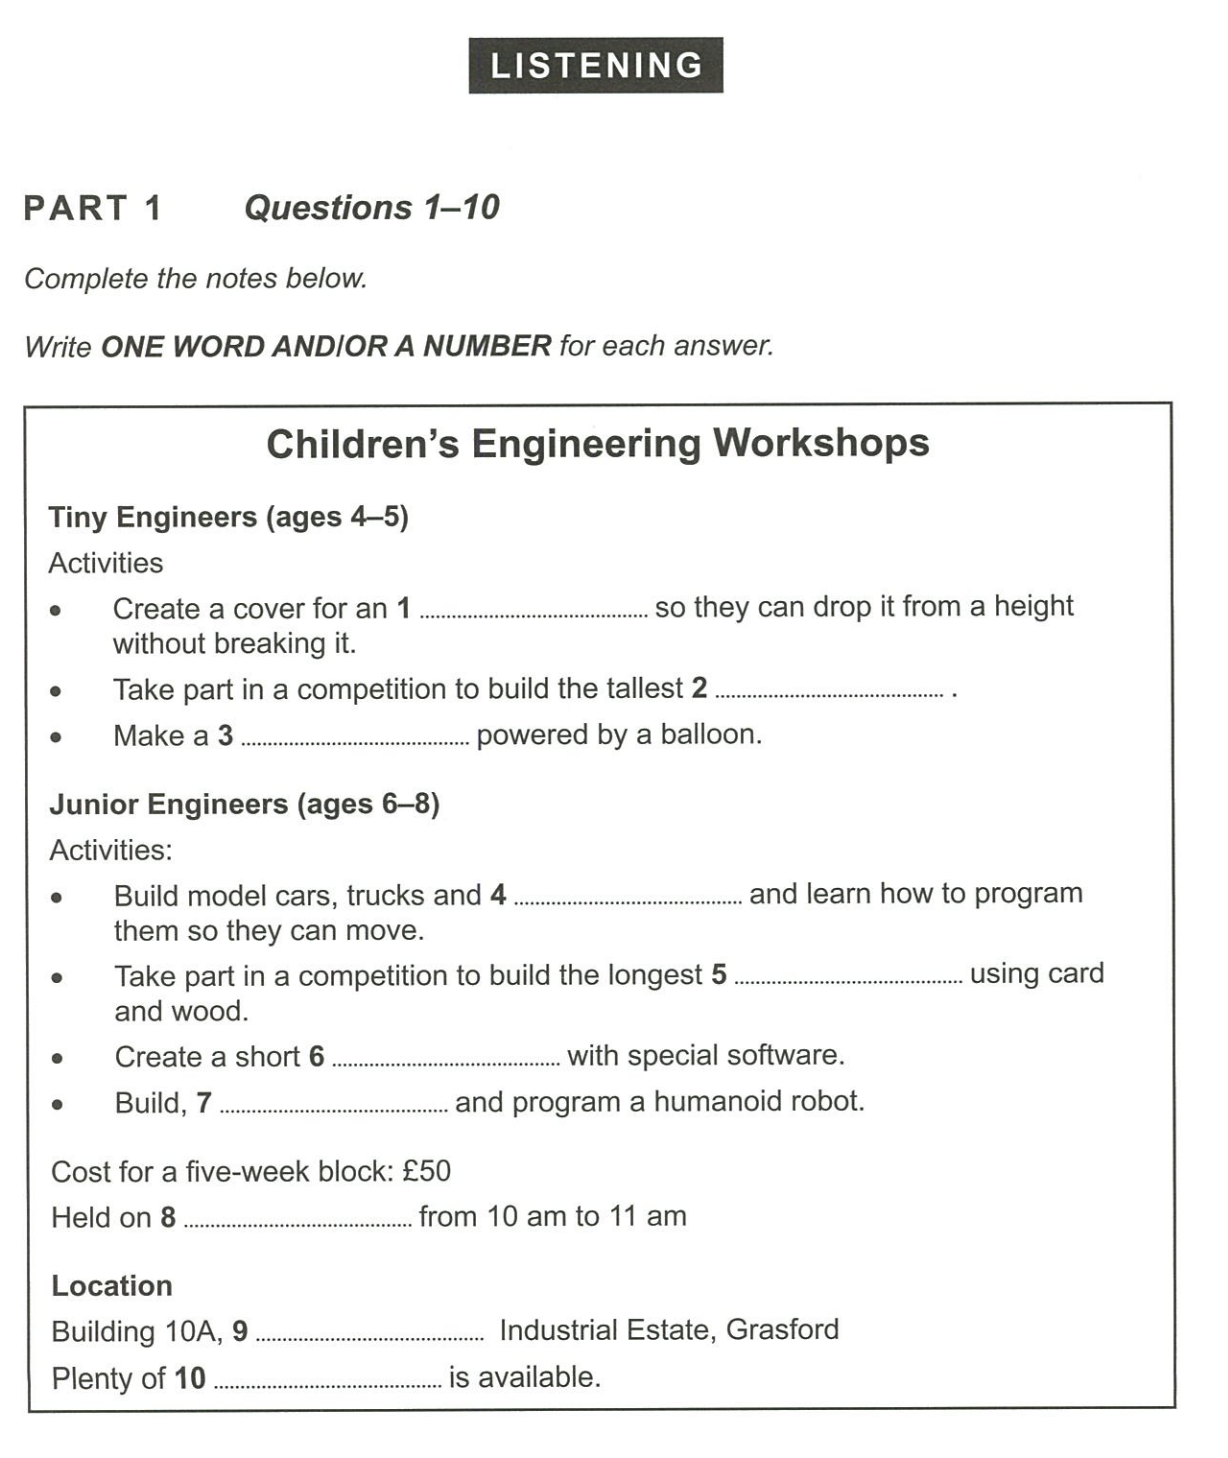 LISTENING
PART 1 Questions 1–10
Complete the notes below.
Write ONE WORD AND/OR A NUMBER for each answer.
Children's Engineering Workshops
Tiny Engineers (ages 4–5)
Activities
• Create a cover for an 1 ........................................ so they can drop it from a height
without breaking it.
• Take part in a competition to build the tallest 2 ........................................ .
• Make a 3 ........................................ powered by a balloon.
Junior Engineers (ages 6–8)
Activities:
• Build model cars, trucks and 4 ........................................ and learn how to program
them so they can move.
• Take part in a competition to build the longest 5 ........................................ using card
and wood.
• Create a short 6 ........................................ with special software.
• Build, 7 ........................................ and program a humanoid robot.
Cost for a five-week block: £50
Held on 8 ........................................ from 10 am to 11 am
Location
Building 10A, 9 ........................................ Industrial Estate, Grasford
Plenty of 10 ........................................ is available.